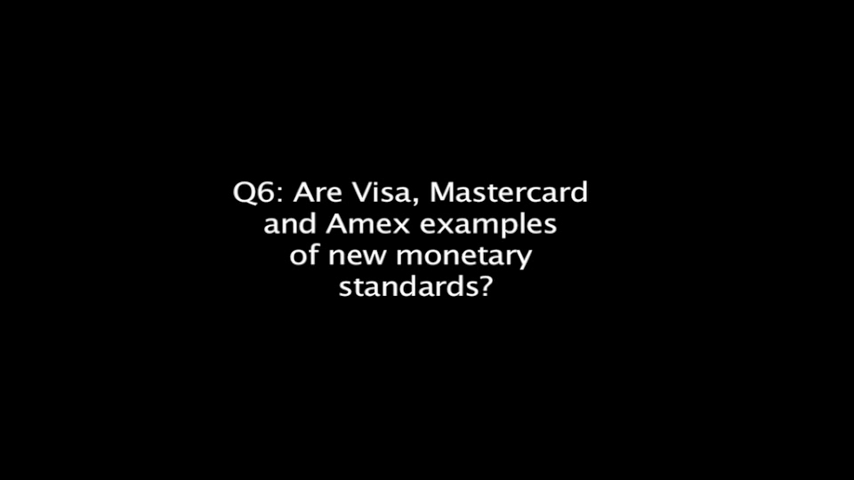 Q6: Are Visa, Mastercard
and Amex examples
of new monetary
standards?